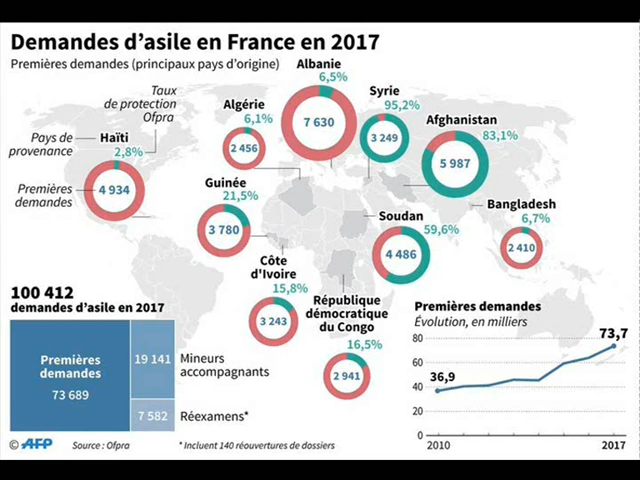 Demandes d'asile en France en 2017
Premières demandes (principaux pays d'origine)
Taux
de protection
Ofpra
Pays de
provenance
Haïti
2,8%
Premières
demandes
4 934
Algérie
6,1%
2 456
Albanie
6,5%
7 630
Syrie
95,2%
3 249
Afghanistan
83,1%
5 987
Guinée
21,5%
3 780
Soudan
59,6%
4 486
Bangladesh
6,7%
2 410
Côte
d'Ivoire
15,8%
3 243
République
démocratique
du Congo
16,5%
2 941
100 412
demandes d'asile en 2017
Premières
demandes
73 689
19 141
Mineurs
accompagnants
7 582
Réexamens*
Premières demandes
Évolution, en milliers
80
60
40
20
0
36,9
73,7
2010
2017
© AFP
Source : Ofpra
* Incluent 140 réouvertures de dossiers